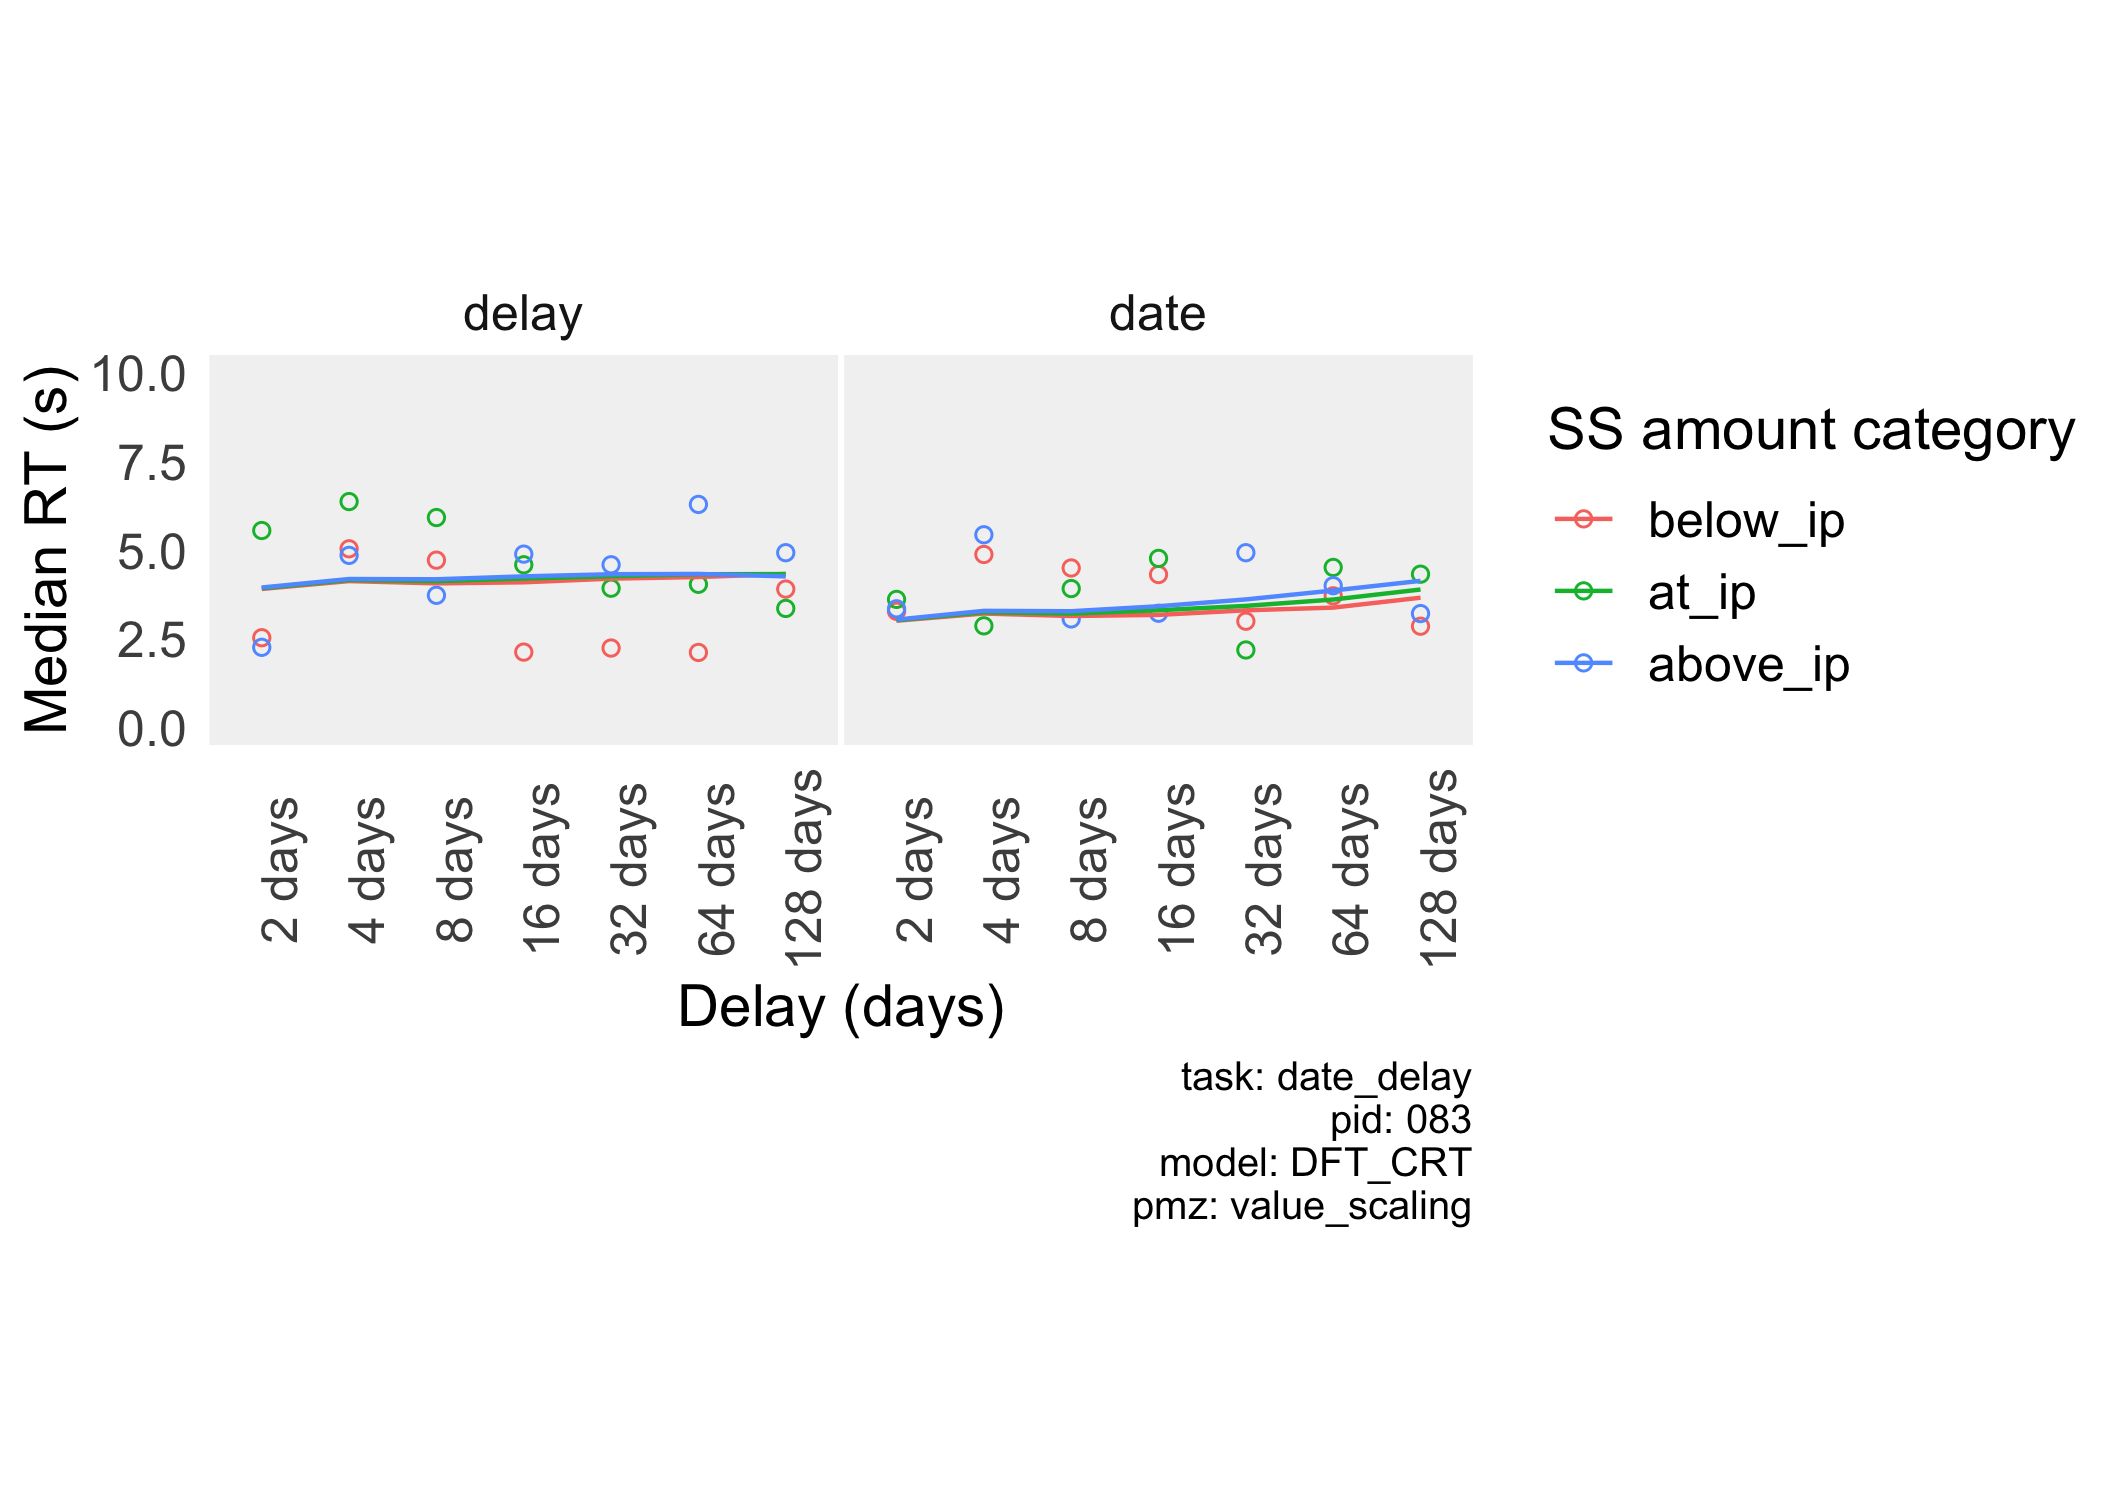 delay
date
Median RT (s)
10.0
7.5
5.0
2.5
0.0
2 days
4 days
8 days
16 days
32 days
64 days
128 days
2 days
4 days
8 days
16 days
32 days
64 days
128 days
Delay (days)
SS amount category
below_ip
at_ip
above_ip
task: date_delay
pid: 083
model: DFT_CRT
pmz: value_scaling